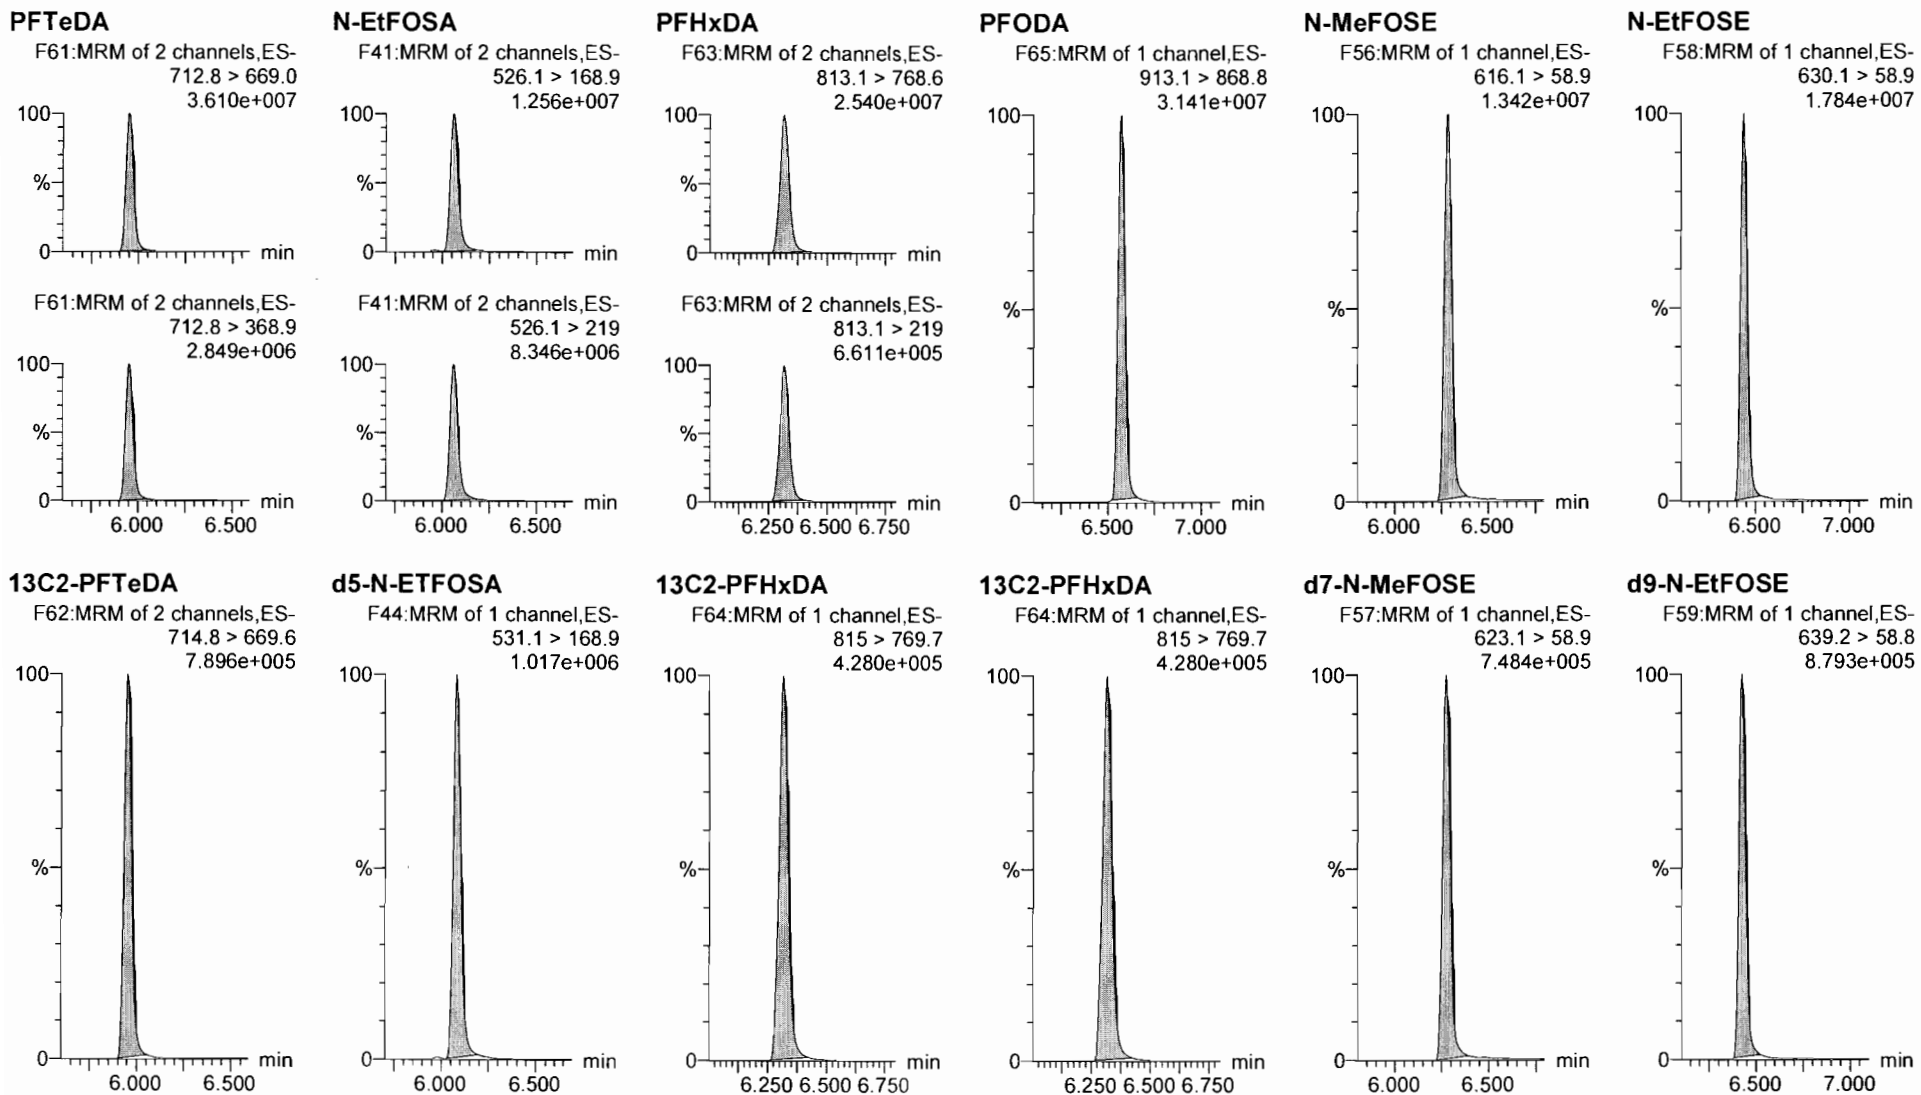 PFTeDA
F61:MRM of 2 channels,ES-
712.8 > 669.0
3.610e+007
100
%
0
min
F61:MRM of 2 channels,ES-
712.8 > 368.9
2.849e+006
100
%
0
min
6.000 6.500
N-EtFOSA
F41:MRM of 2 channels,ES-
526.1 > 168.9
1.256e+007
100
%
0
min
F41:MRM of 2 channels,ES-
526.1 > 219
8.346e+006
100
%
0
min
6.000 6.500
PFHxDA
F63:MRM of 2 channels,ES-
813.1 > 768.6
2.540e+007
100
%
0
min
F63:MRM of 2 channels,ES-
813.1 > 219
6.611e+005
100
%
0
min
6.250 6.500 6.750
PFODA
F65:MRM of 1 channel,ES-
913.1 > 868.8
3.141e+007
100
%
0
min
6.500 7.000
N-MeFOSE
F56:MRM of 1 channel,ES-
616.1 > 58.9
1.342e+007
100
%
0
min
6.000 6.500
N-EtFOSE
F58:MRM of 1 channel,ES-
630.1 > 58.9
1.784e+007
100
%
0
min
6.500 7.000
13C2-PFTeDA
F62:MRM of 2 channels,ES-
714.8 > 669.6
7.896e+005
100
%
0
min
6.000 6.500
d5-N-ETFOSA
F44:MRM of 1 channel,ES-
531.1 > 168.9
1.017e+006
100
%
0
min
6.000 6.500
13C2-PFHxDA
F64:MRM of 1 channel,ES-
815 > 769.7
4.280e+005
100
%
0
min
6.250 6.500 6.750
13C2-PFHxDA
F64:MRM of 1 channel,ES-
815 > 769.7
4.280e+005
100
%
0
min
6.250 6.500 6.750
d7-N-MeFOSE
F57:MRM of 1 channel,ES-
623.1 > 58.9
7.484e+005
100
%
0
min
6.000 6.500
d9-N-EtFOSE
F59:MRM of 1 channel,ES-
639.2 > 58.8
8.793e+005
100
%
0
min
6.500 7.000